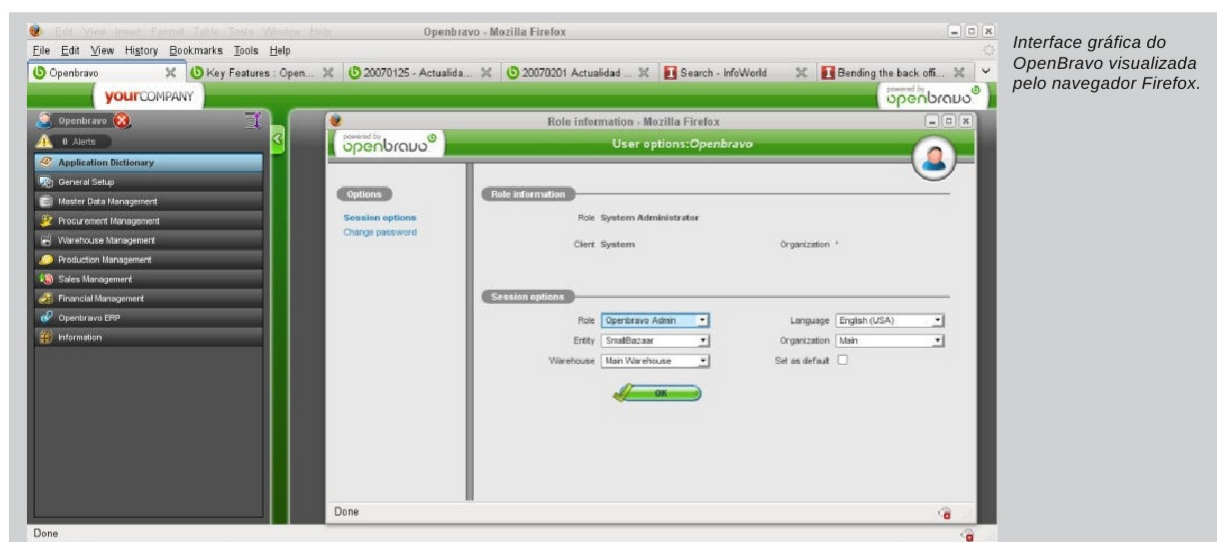 Openbravo - Mozilla Firefox
File Edit View History Bookmarks Tools Help
Openbravo
Key Features : Open...
20070125 - Actualida...
20070201 Actualidad ...
Search - InfoWorld
Bending the back offi...
yourCOMPANY
powered by
openbravo
Openbravo
0 Alerts
Application Dictionary
General Setup
Master Data Management
Procurement Management
Warehouse Management
Production Management
Sales Management
Financial Management
Openbravo ERP
Information
Role information - Mozilla Firefox
powered by
openbravo
User options:Openbravo
Options
Session options
Change password
Role information
Role System Administrator
Client System Organization *
Session options
Role Openbravo Admin Language English (USA)
Entity SmallBazaar Organization Main
Warehouse Main Warehouse Set as default
OK
Done
Done
Interface gráfica do
OpenBravo visualizada
pelo navegador Firefox.